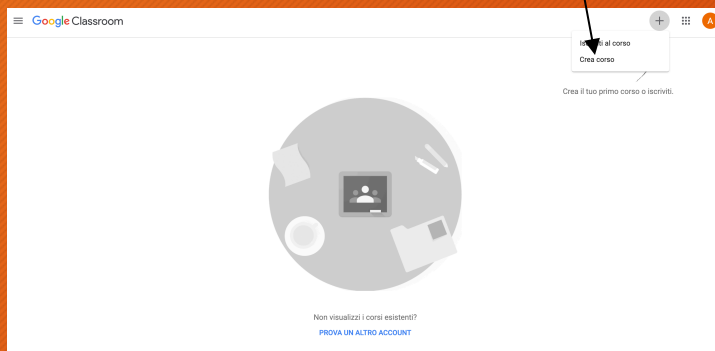 Google Classroom
A
al corso
Crea corso
Crea il tuo primo corso o iscriviti.
Non visualizzi i corsi esistenti?
PROVA UN ALTRO ACCOUNT